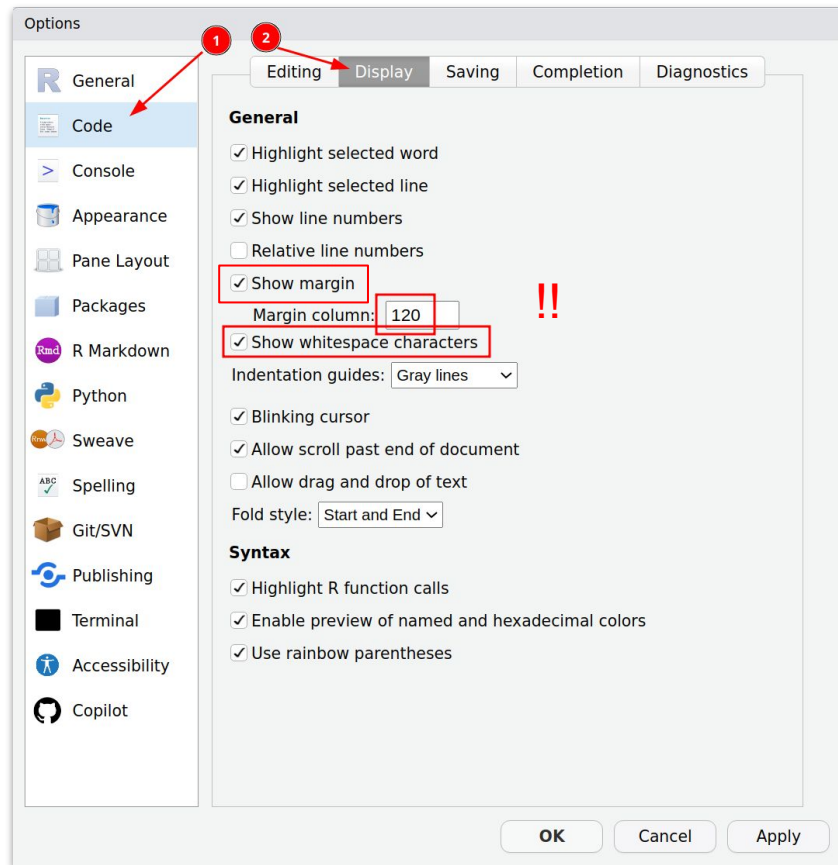 Options
1
2
R General
Code
> Console
Appearance
Pane Layout
Packages
Rmd R Markdown
Python
Rnw Sweave
ABC Spelling
Git/SVN
Publishing
Terminal
Accessibility
Copilot
Editing Display Saving Completion Diagnostics
General
Highlight selected word
Highlight selected line
Show line numbers
Relative line numbers
Show margin
Margin column: 120
!!
Show whitespace characters
Indentation guides: Gray lines
Blinking cursor
Allow scroll past end of document
Allow drag and drop of text
Fold style: Start and End
Syntax
Highlight R function calls
Enable preview of named and hexadecimal colors
Use rainbow parentheses
OK Cancel Apply